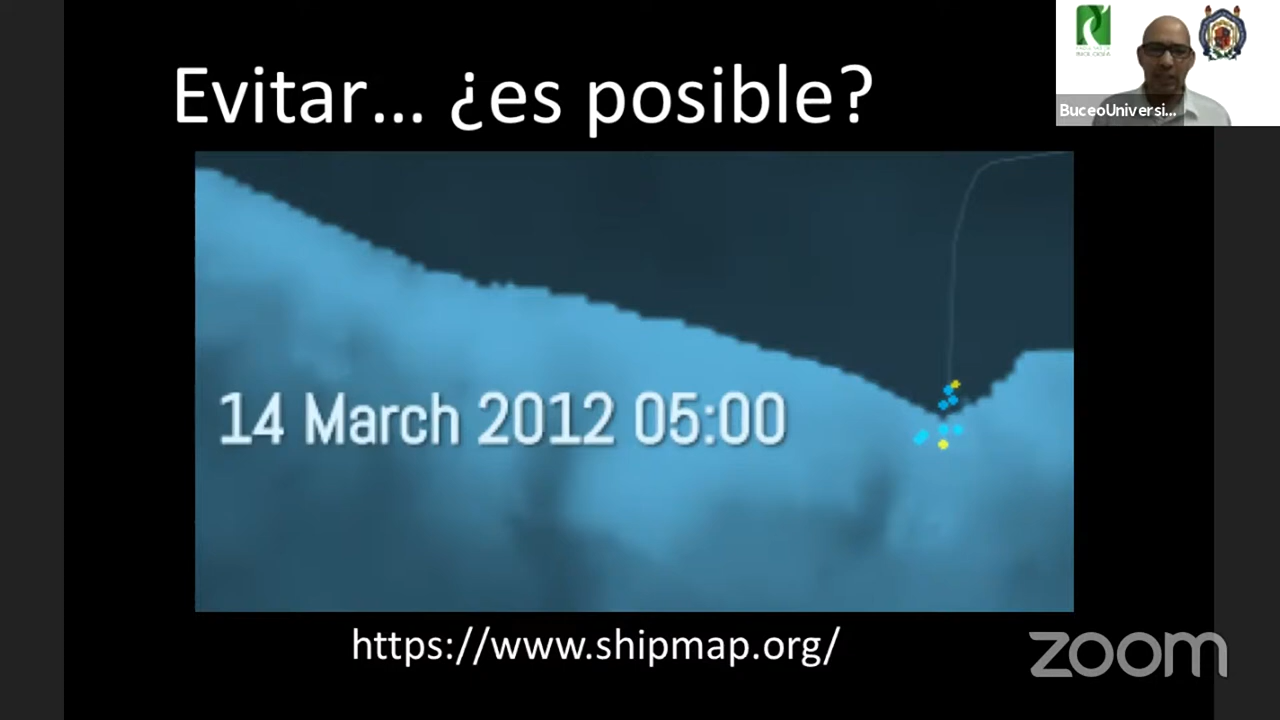 Evitar... ¿es posible?
BuceoUniversi...
14 March 2012 05:00
https://www.shipmap.org/
zoom